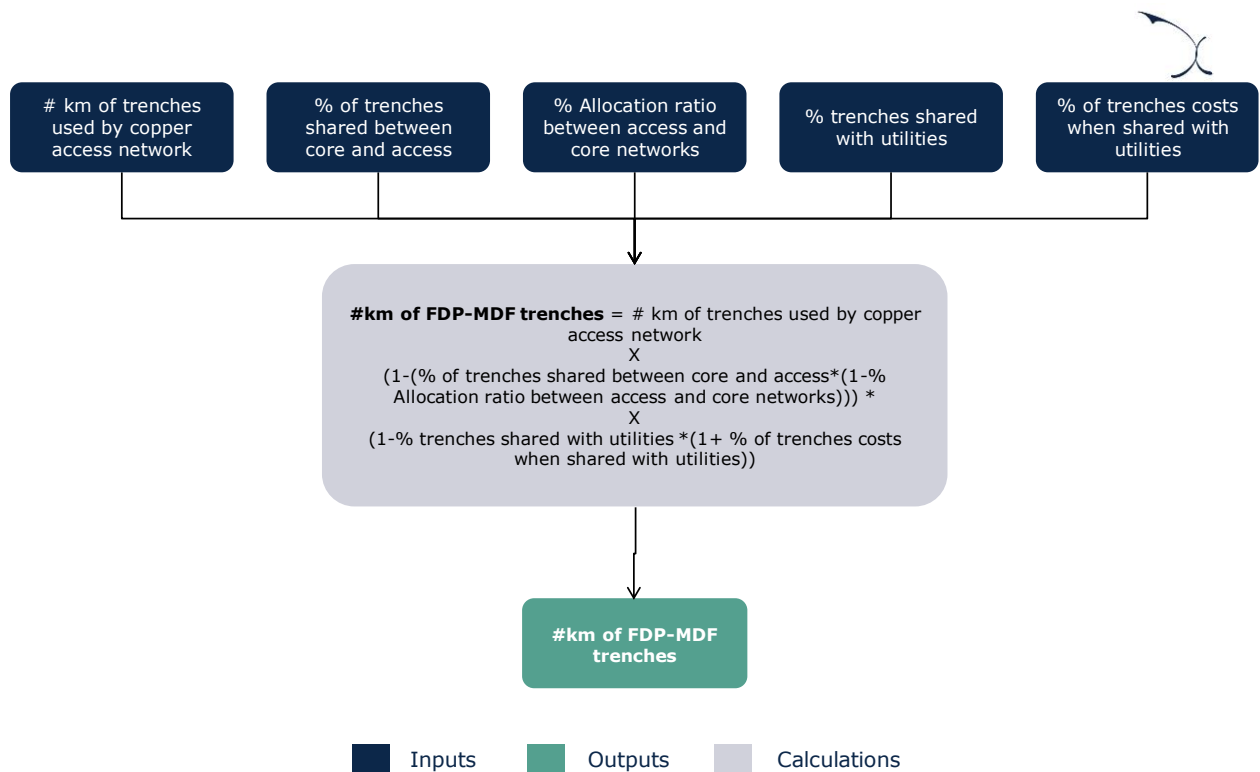 # km of trenches
used by copper
access network
% of trenches
shared between
core and access
% Allocation ratio
between access and
core networks
% trenches shared
with utilities
% of trenches costs
when shared with
utilities
#km of FDP-MDF trenches = # km of trenches used by copper
access network
X
(1-(% of trenches shared between core and access*(1-%
Allocation ratio between access and core networks))) *
X
(1-% trenches shared with utilities *(1+ % of trenches costs
when shared with utilities))
#km of FDP-MDF
trenches
Inputs
Outputs
Calculations